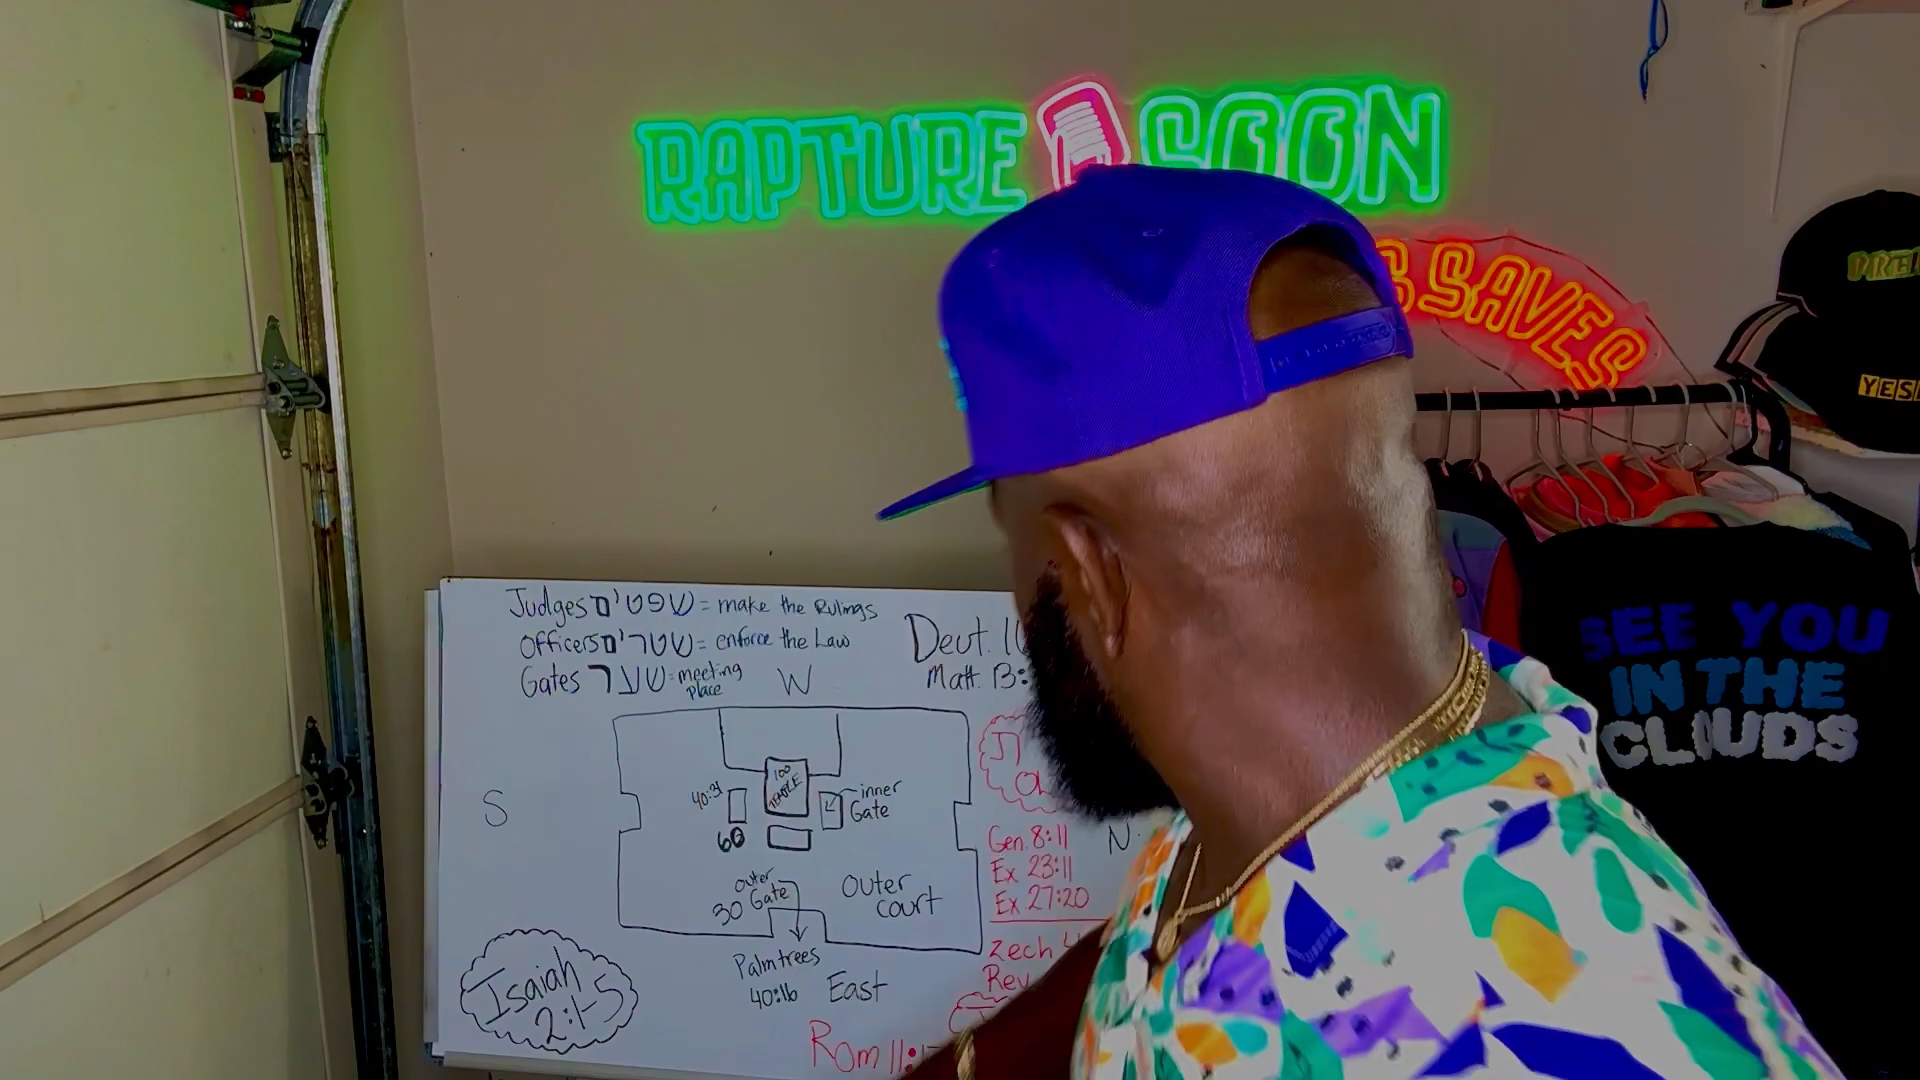 RAPTURE SOON
SAVES
YES
SEE YOU
IN THE
CLOUDS
Judges שפטים = make the Rulings
Officers שטרים = enforce the Law
Gates שער = meeting
place
W
Deut.
Matt. 13:
100
TEMPLE
40:31
inner
Gate
60
S
N
outer
Gate
30
Outer
court
Palm trees
40:16
East
Isaiah
2:1-5
Gen. 8:11
Ex 23:11
Ex 27:20
Zech
Rev
Rom 11: